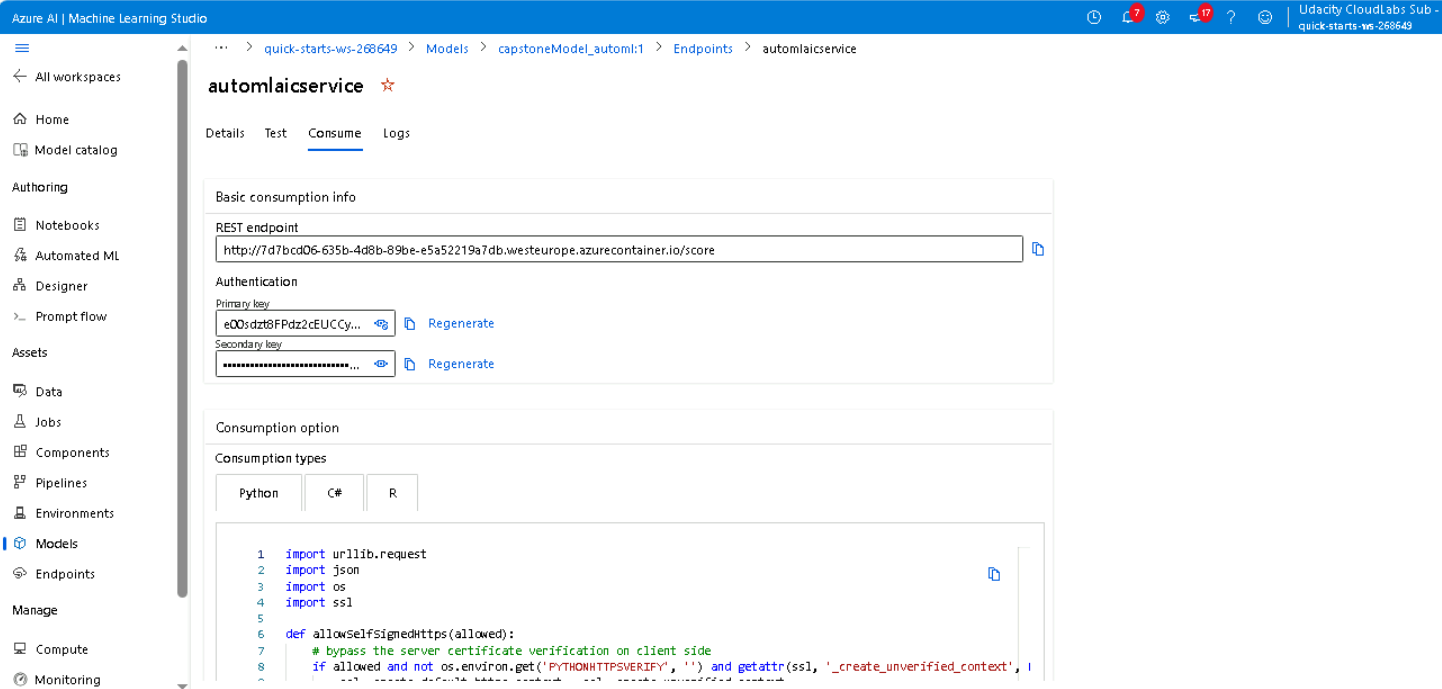 Azure AI | Machine Learning Studio
7
17
?
Udacity CloudLabs Sub -
quick-starts-ws-268649
All workspaces
Home
Model catalog
Authoring
Notebooks
Automated ML
Designer
Prompt flow
Assets
Data
Jobs
Components
Pipelines
Environments
Models
Endpoints
Manage
Compute
Monitoring
··· > quick-starts-ws-268649 > Models > capstoneModel_automl:1 > Endpoints > automlaicservice
automlaicservice
Details Test Consume Logs
Basic consumption info
REST endpoint
http://7d7bcd06-635b-4d8b-89be-e5a52219a7db.westeurope.azurecontainer.io/score
Authentication
Primary key
e00sdzt8FPdz2cEUCCy...
Regenerate
Secondary key
Regenerate
Consumption option
Consumption types
Python C# R
1 import urllib.request
2 import json
3 import os
4 import ssl
5
6 def allowSelfSignedHttps(allowed):
7 # bypass the server certificate verification on client side
8 if allowed and not os.environ.get('PYTHONHTTPSVERIFY', '') and getattr(ssl, '_create_unverified_context',